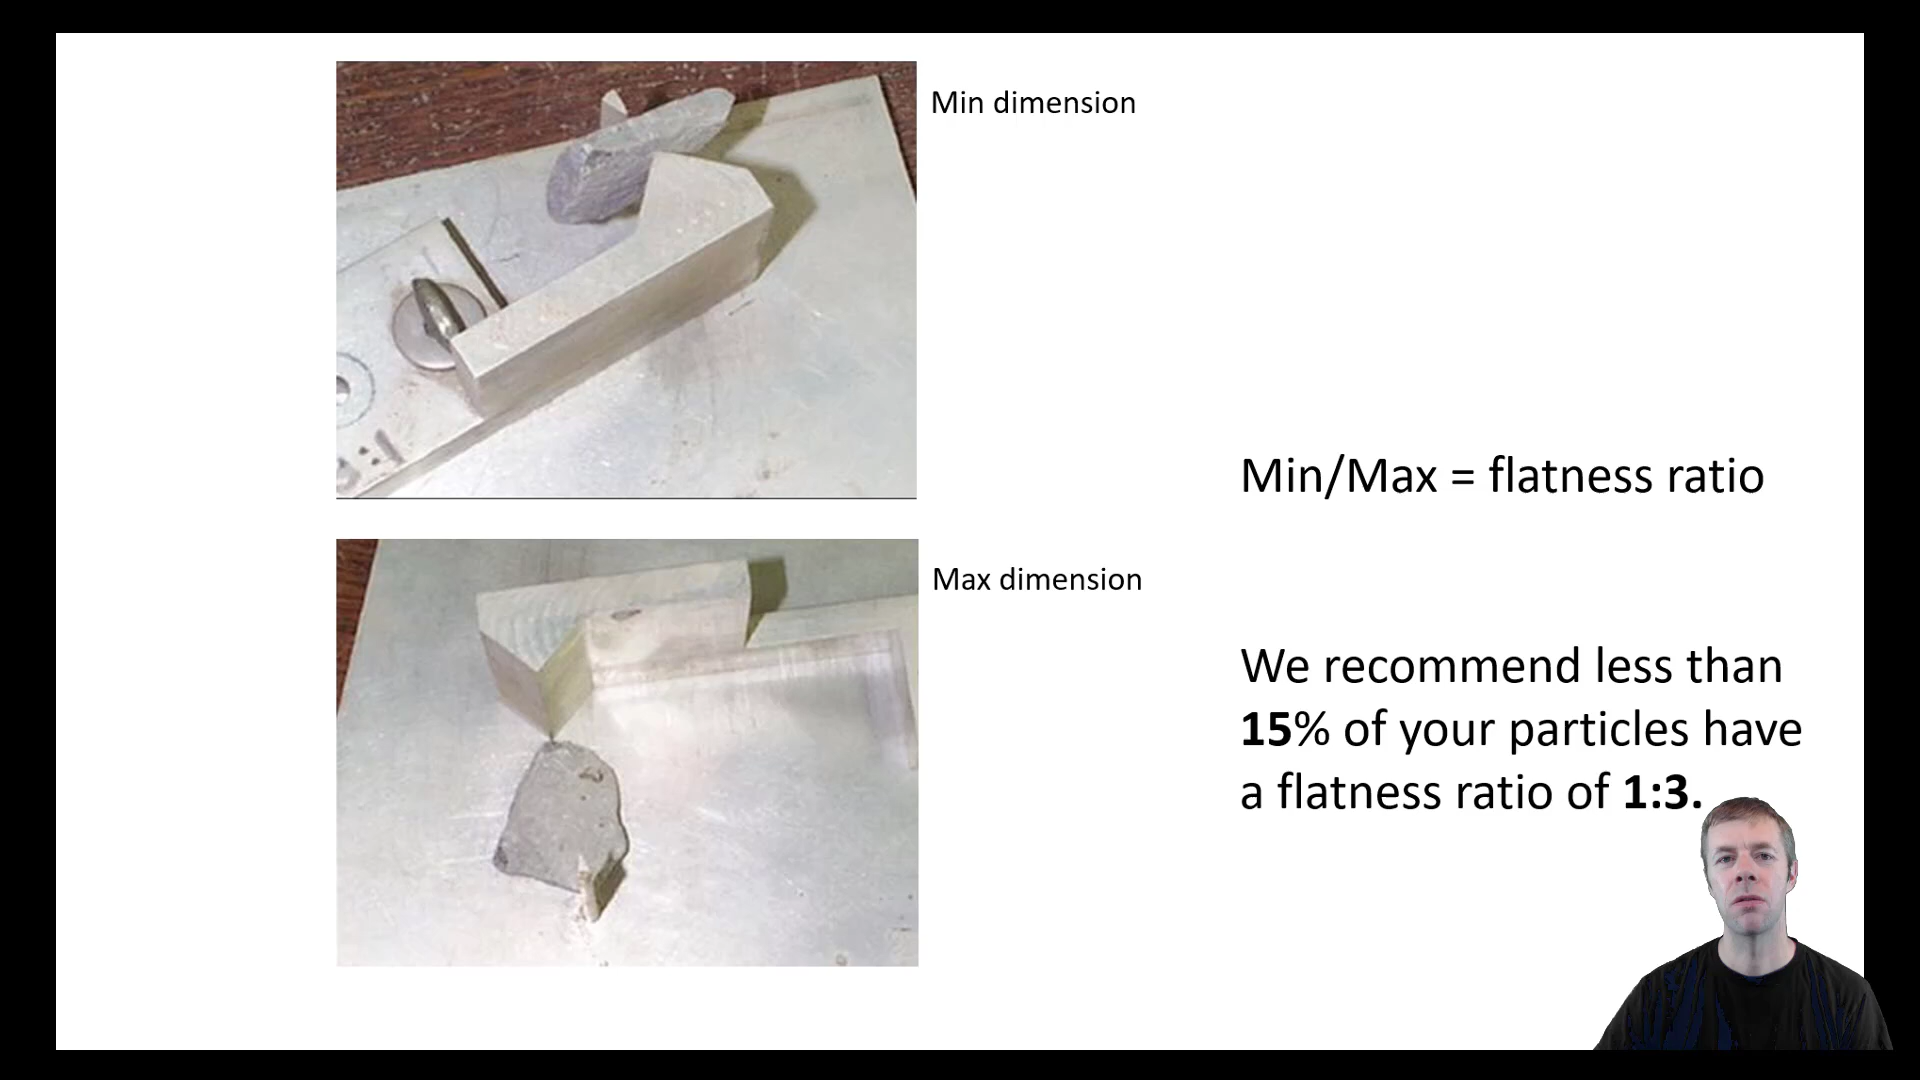 Min dimension
Min/Max = flatness ratio
Max dimension
We recommend less than
15% of your particles have
a flatness ratio of 1:3.